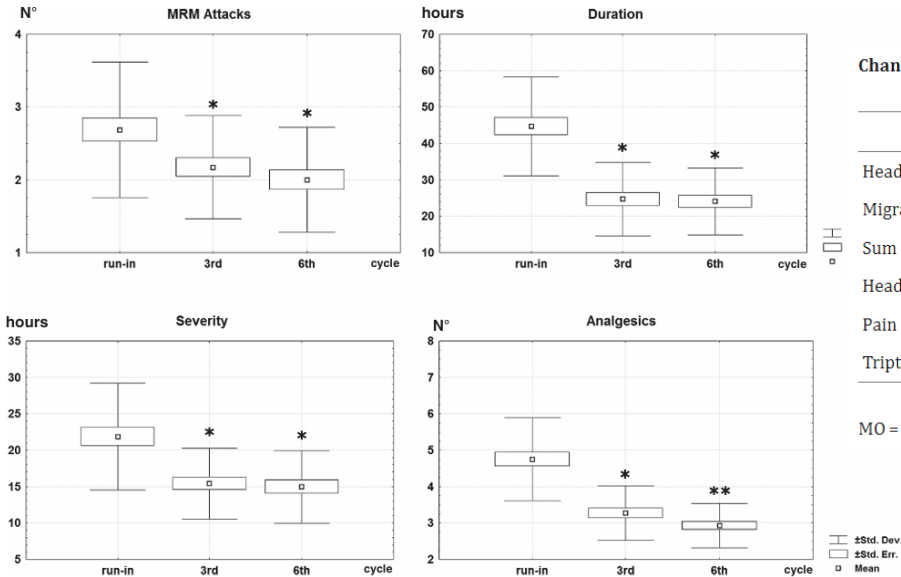 N°
MRM Attacks
4
3
2
1
*
*
run-in 3rd 6th cycle
hours
Duration
70
60
50
40
30
20
10
*
*
run-in 3rd 6th cycle
hours
Severity
35
30
25
20
15
10
5
*
*
run-in 3rd 6th cycle
N°
Analgesics
8
7
6
5
4
3
2
*
**
run-in 3rd 6th cycle
±Std. Dev.
±Std. Err.
Mean
Chan
Head
Migra
Sum
Head
Pain
Tript
MO =